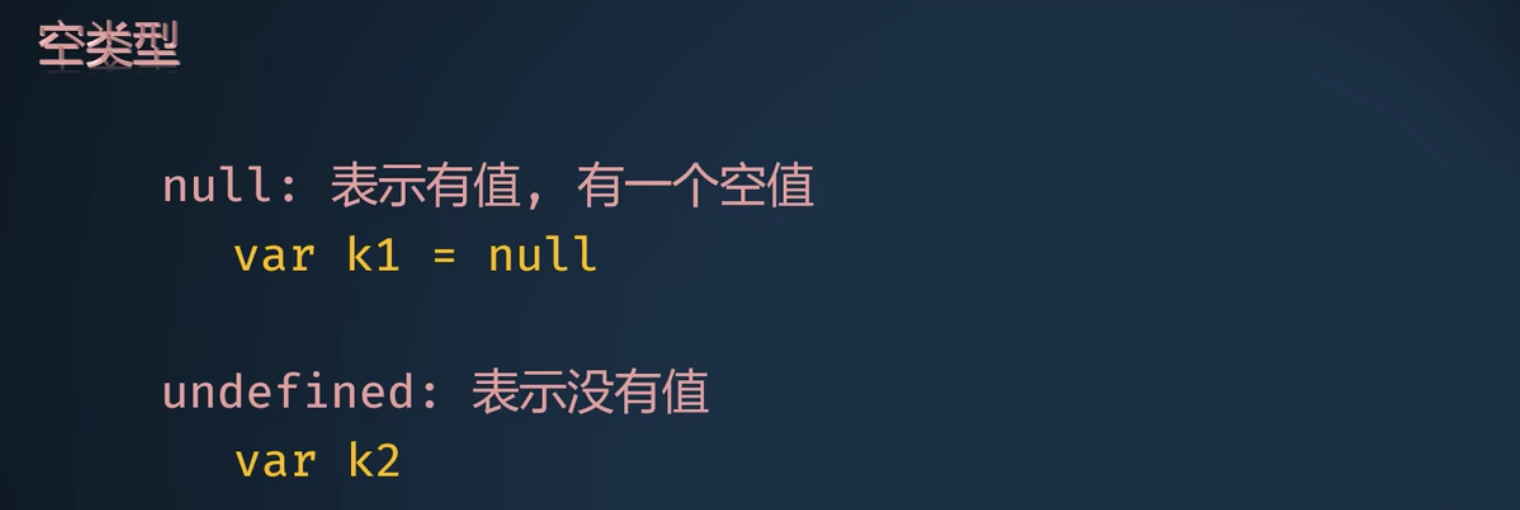 空类型
null: 表示有值, 有一个空值
var k1 = null
undefined: 表示没有值
var k2